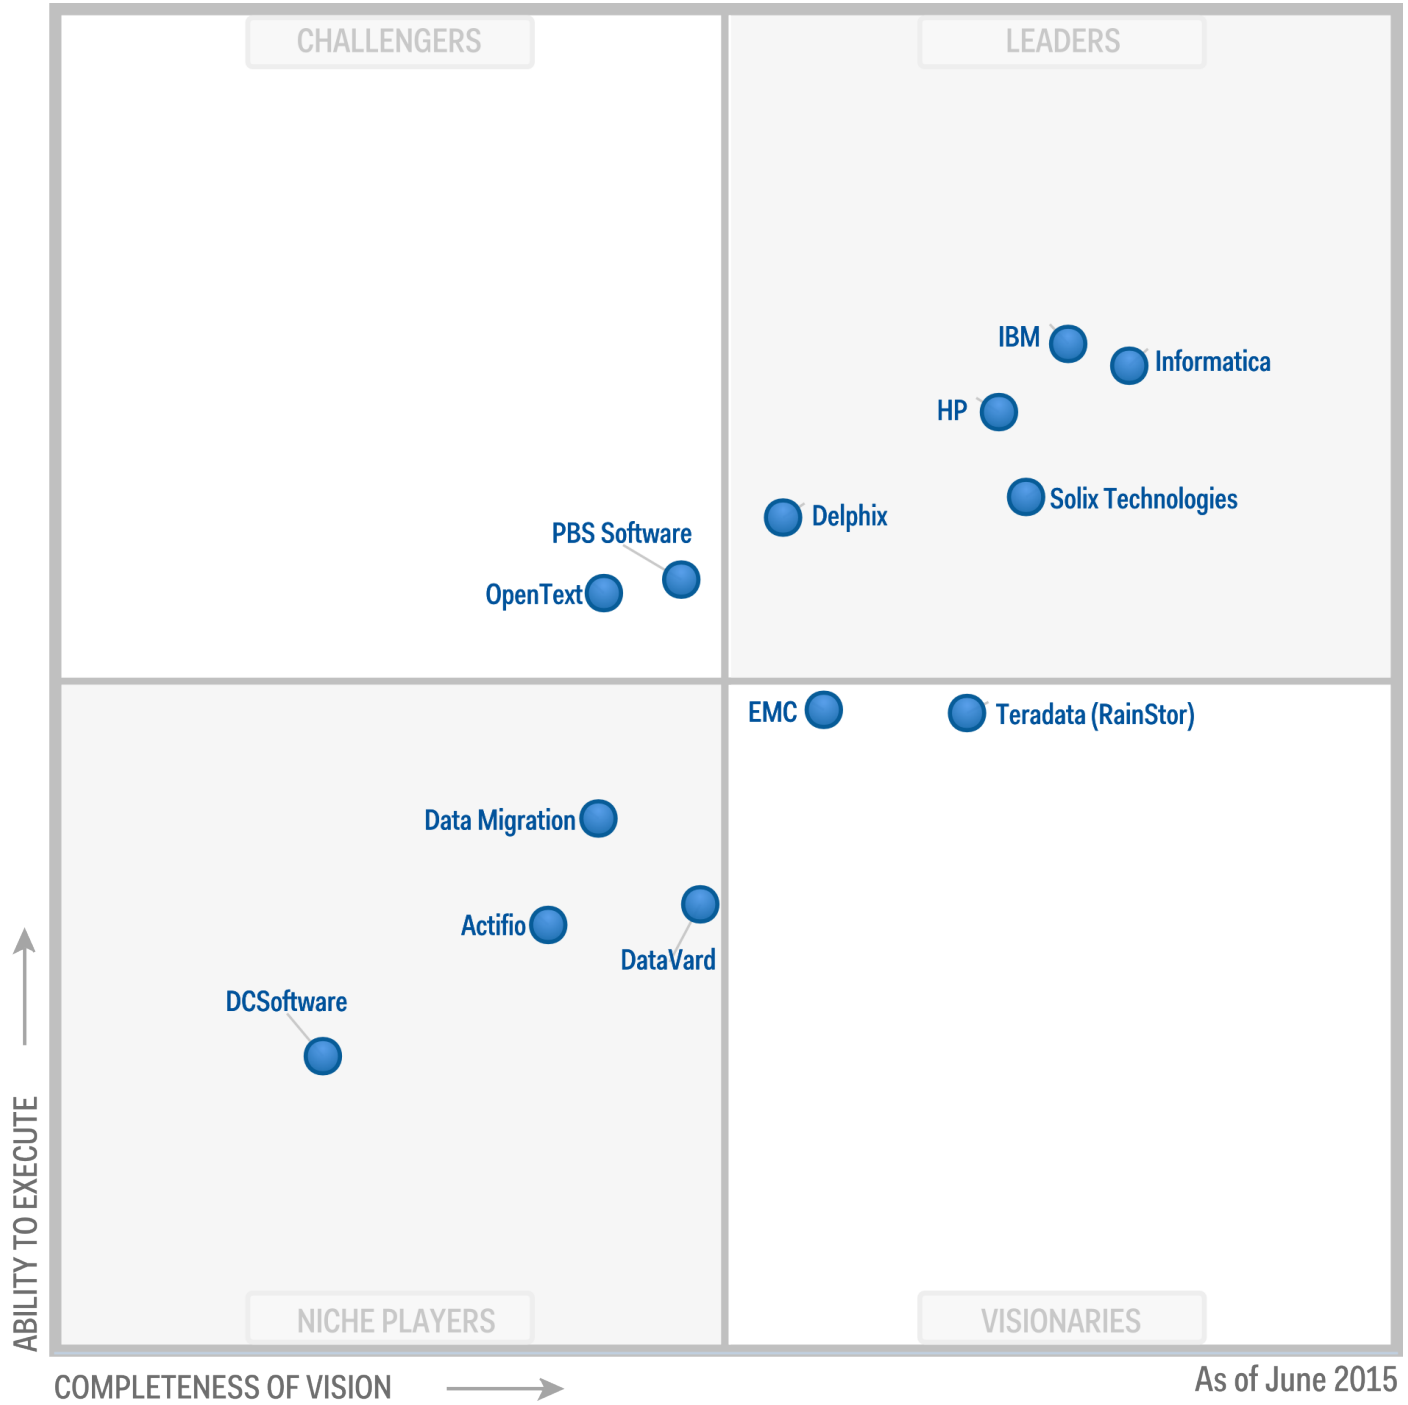 CHALLENGERS
LEADERS
IBM
Informatica
HP
Solix Technologies
Delphix
PBS Software
OpenText
EMC
Teradata (RainStor)
Data Migration
Actifio
DataVard
DCSoftware
NICHE PLAYERS
VISIONARIES
ABILITY TO EXECUTE
COMPLETENESS OF VISION
As of June 2015